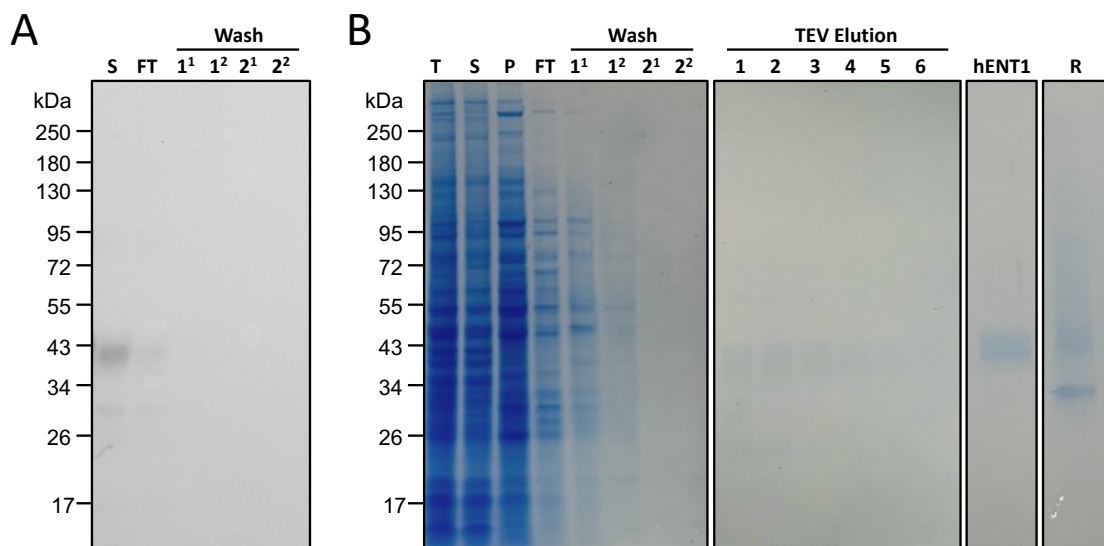 A
Wash
S FT 1¹ 1² 2¹ 2²
kDa
250
180
130
95
72
55
43
34
26
17
B
Wash
TEV Elution
T S P FT 1¹ 1² 2¹ 2²
1 2 3 4 5 6
hENT1
R
kDa
250
180
130
95
72
55
43
34
26
17